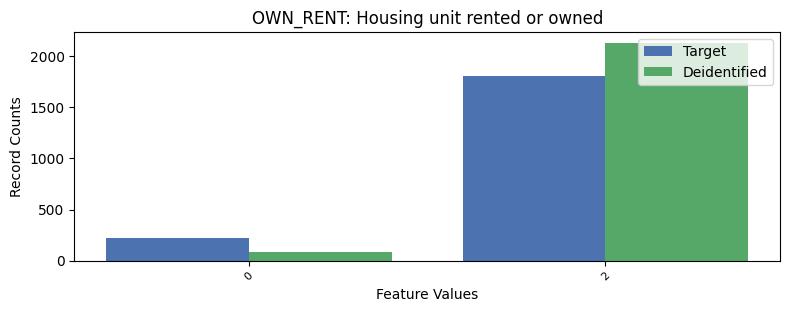 OWN_RENT: Housing unit rented or owned
Target
Deidentified
2000
1500
1000
500
0
Record Counts
0
2
Feature Values